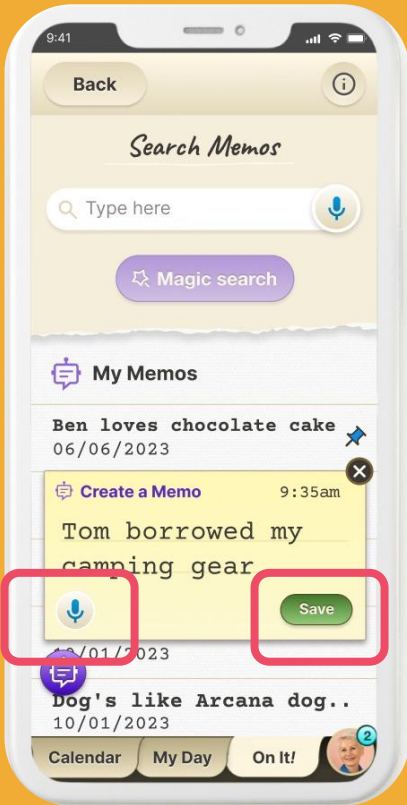 9:41
Back
Search Memos
Type here
Magic search
My Memos
Ben loves chocolate cake
06/06/2023
Create a Memo 9:35am
Tom borrowed my
camping gear
Save
/01/2023
Dog's like Arcana dog..
10/01/2023
Calendar My Day On It! 2